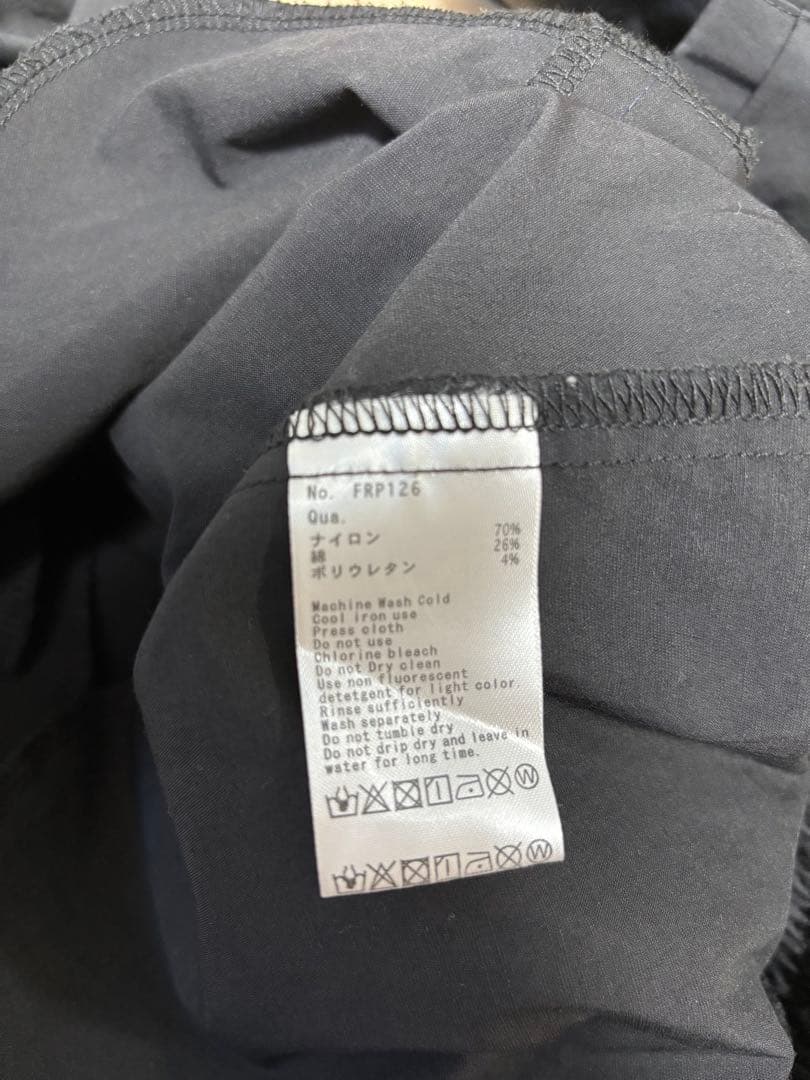 No. FRP126
Qua.
ナイロン 70%
綿 26%
ポリウレタン 4%
Machine Wash Cold
Cool iron use
Press cloth
Do not use
Chlorine bleach
Do not Dry clean
Use non fluorescent
detetgent for light color.
Rinse sufficiently
Wash separately
Do not tumble dry
Do not drip dry and leave in
water for long time.
W
W